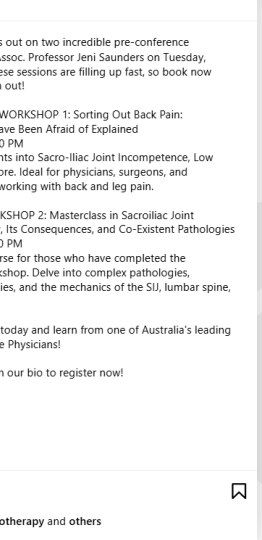 s out on two incredible pre-conference
Assoc. Professor Jeni Saunders on Tuesday,
ese sessions are filling up fast, so book now
out!
WORKSHOP 1: Sorting Out Back Pain:
ave Been Afraid of Explained
0 PM
nts into Sacro-Iliac Joint Incompetence, Low
ore. Ideal for physicians, surgeons, and
working with back and leg pain.
KSHOP 2: Masterclass in Sacroiliac Joint
, Its Consequences, and Co-Existent Pathologies
0 PM
rse for those who have completed the
kshop. Delve into complex pathologies,
ies, and the mechanics of the SIJ, lumbar spine,
today and learn from one of Australia's leading
e Physicians!
n our bio to register now!
otherapy and others